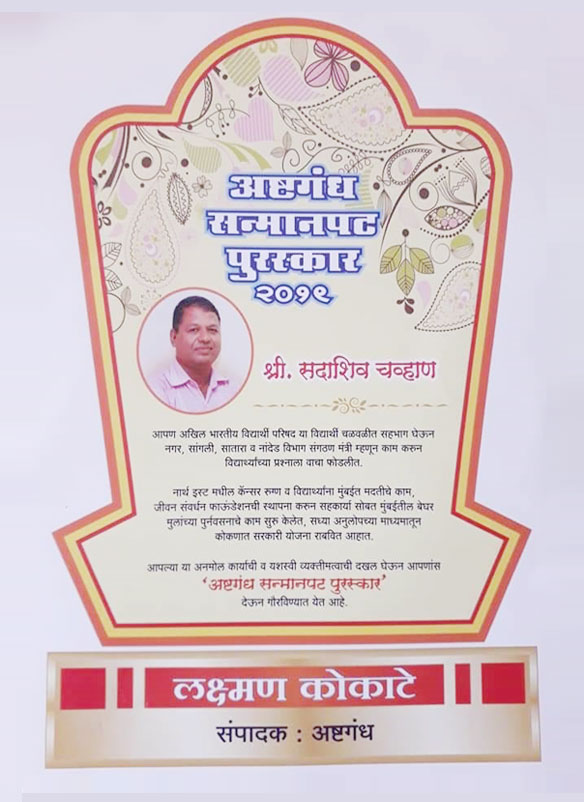 अष्टगंध
सन्मानपट
पुरस्कार
२०१९
श्री. सदाशिव चव्हाण
आपण अखिल भारतीय विद्यार्थी परिषद या विद्यार्थी चळवळीत सहभाग घेऊन
नगर, सांगली, सातारा व नांदेड विभाग संगठण मंत्री म्हणून काम करुन
विद्यार्थ्यांच्या प्रश्नाला वाचा फोडलीत.
नार्थ इस्ट मधील कॅन्सर रुग्ण व विद्यार्थ्यांना मुंबईत मदतीचे काम,
जीवन संवर्धन फाऊंडेशनची स्थापना करुन सहकार्या सोबत मुंबईतील बेघर
मुलांच्या पुर्नवसनाचे काम सुरु केलेत, सध्या अनुलोपच्या माध्यमातून
कोकणात सरकारी योजना राबवित आहात.
आपल्या या अनमोल कार्याची व यशस्वी व्यक्तीमत्वाची दखल घेऊन आपणांस
'अष्टगंध सन्मानपट पुरस्कार'
देऊन गौरविण्यात येत आहे.
लक्ष्मण कोकाटे
संपादक : अष्टगंध